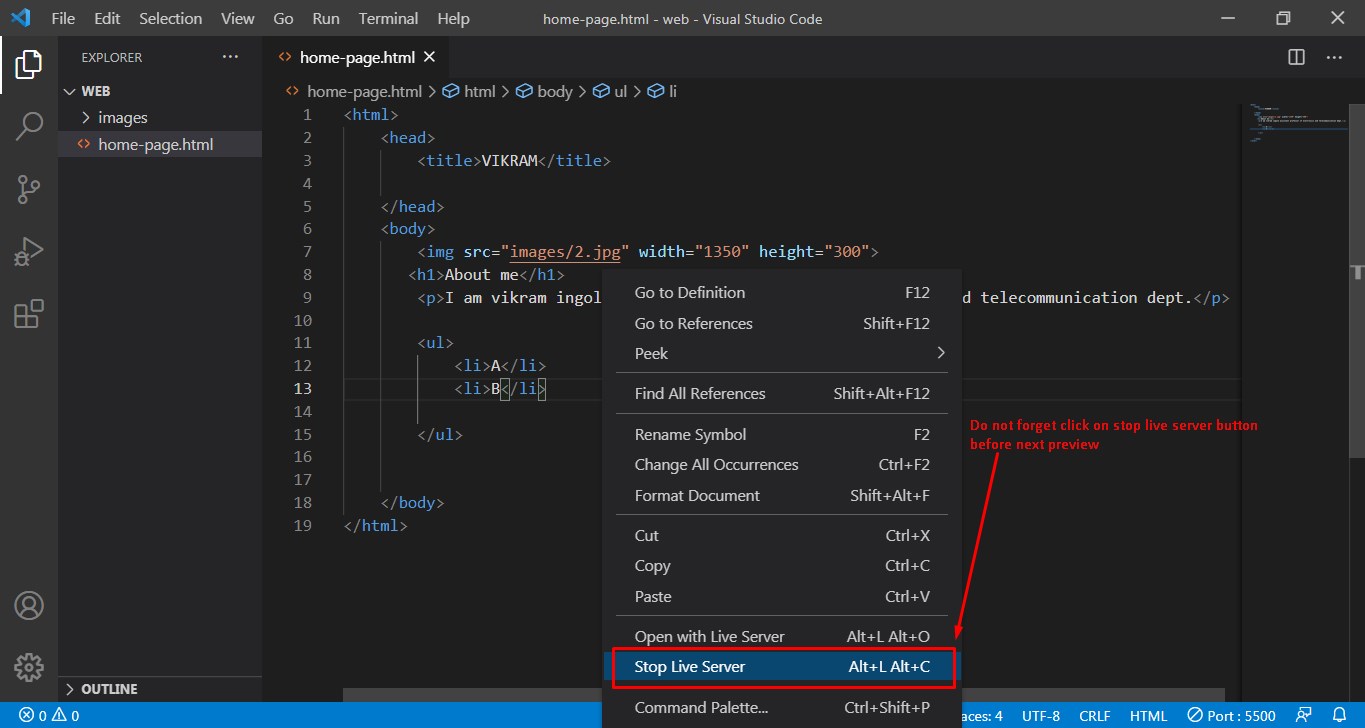 File Edit Selection View Go Run Terminal Help home-page.html - web - Visual Studio Code
EXPLORER
WEB
images
home-page.html
OUTLINE
home-page.html
home-page.html > html > body > ul > li
1 <html>
2 <head>
3 <title>VIKRAM</title>
4
5 </head>
6 <body>
7 <img src="images/2.jpg" width="1350" height="300">
8 <h1>About me</h1>
9 <p>I am vikram ingol d telecommunication dept.</p>
10
11 <ul>
12 <li>A</li>
13 <li>B</li>
14
15 </ul>
16
17
18 </body>
19 </html>
Go to Definition F12
Go to References Shift+F12
Peek
Find All References Shift+Alt+F12
Rename Symbol F2
Change All Occurrences Ctrl+F2
Format Document Shift+Alt+F
Cut Ctrl+X
Copy Ctrl+C
Paste Ctrl+V
Open with Live Server Alt+L Alt+O
Stop Live Server Alt+L Alt+C
Command Palette... Ctrl+Shift+P
Do not forget click on stop live server button
before next preview
0 0 aces: 4 UTF-8 CRLF HTML Port : 5500